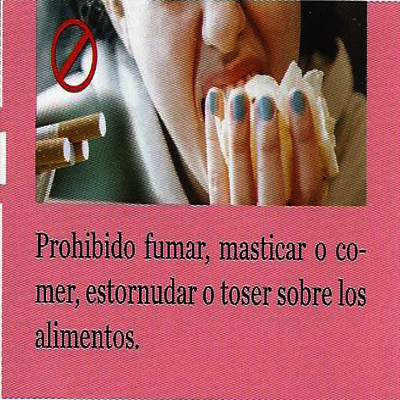 Prohibido fumar, masticar o co-
mer, estornudar o toser sobre los
alimentos.